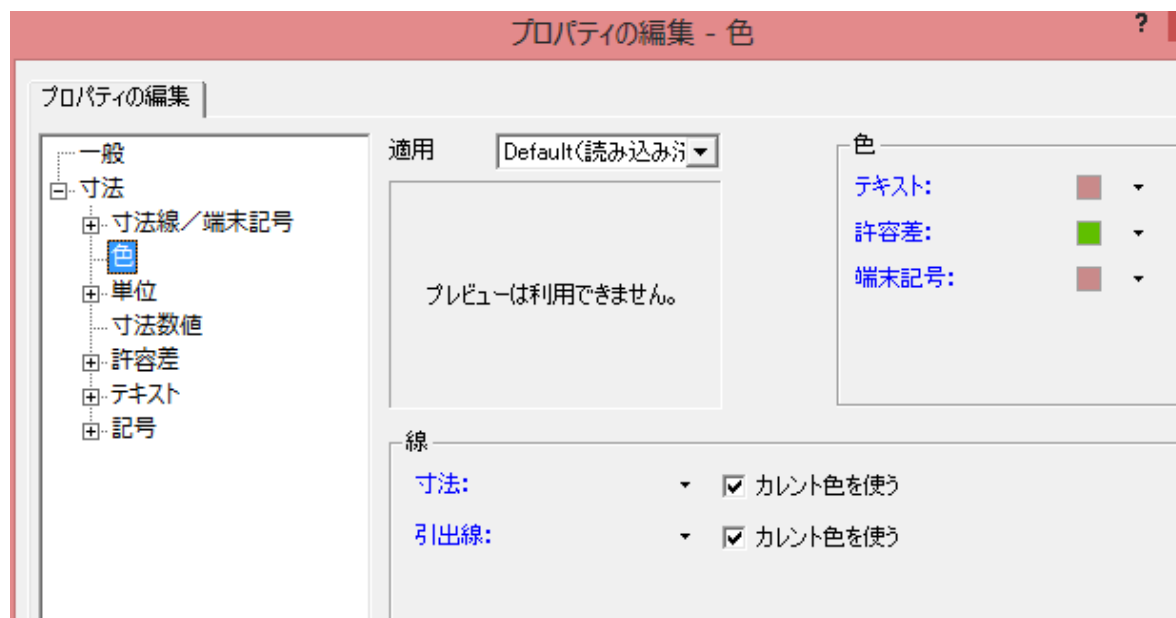 プロパティの編集 - 色
?
プロパティの編集
一般
寸法
寸法線／端末記号
色
単位
寸法数値
許容差
テキスト
記号
適用
Default(読み込み
プレビューは利用できません。
色
テキスト:
許容差:
端末記号:
線
寸法:
カレント色を使う
引出線:
カレント色を使う